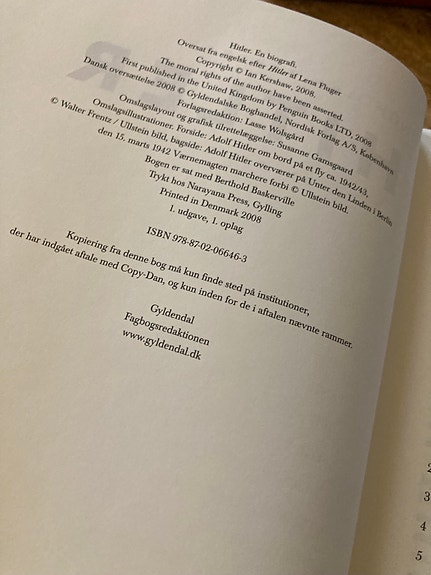 Hitler. En biografi.
Oversat fra engelsk efter Hitler af Lena Fluger
Copyright © Ian Kershaw, 2008.
The moral rights of the author have been asserted.
First published in the United Kingdom by Penguin Books LTD, 2008
Dansk oversættelse 2008 © Gyldendalske Boghandel, Nordisk Forlag A/S, København
Forlagsredaktion: Lasse Wolsgård
Omslagslayout og grafisk tilrettelægning: Susanne Gamsgaard
Omslagsillustrationer. Forside: Adolf Hitler om bord på et fly ca. 1942/43,
© Walter Frentz / Ullstein bild, bagside: Adolf Hitler overværer på Unter den Linden i Berlin
den 15. marts 1942 Værnemagten marchere forbi © Ullstein bild.
Bogen er sat med Berthold Baskerville
Trykt hos Narayana Press, Gylling
Printed in Denmark 2008
1. udgave, 1. oplag
ISBN 978-87-02-06646-3
Kopiering fra denne bog må kun finde sted på institutioner,
der har indgået aftale med Copy-Dan, og kun inden for de i aftalen nævnte rammer.
Gyldendal
Fagbogsredaktionen
www.gyldendal.dk
2
3
4
5